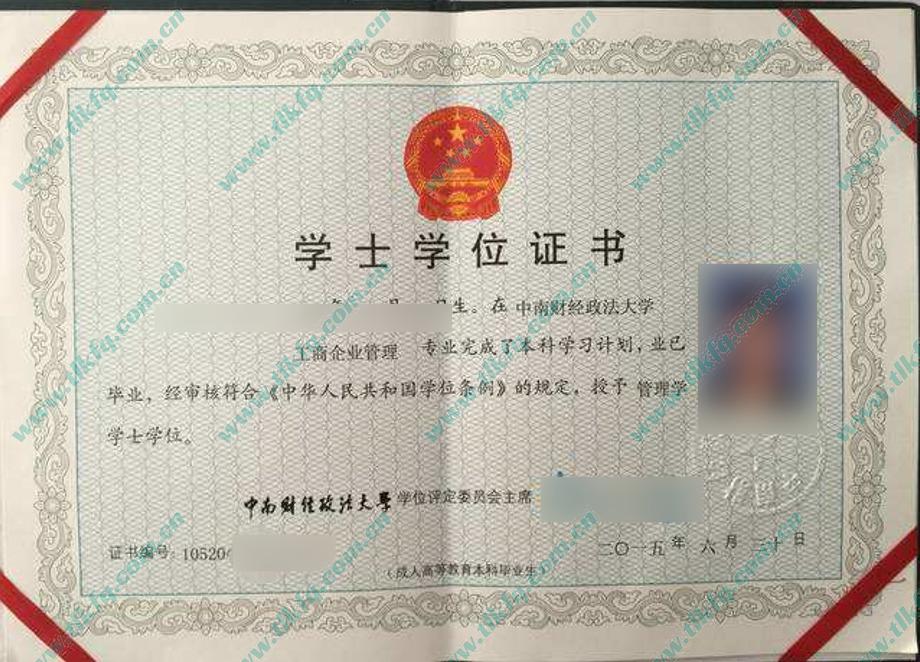 学士学位证书
生。在 中南财经政法大学
工商企业管理 专业完成了本科学习计划，业已
毕业，经审核符合《中华人民共和国学位条例》的规定，授予 管理学
学士学位。
中南财经政法大学 学位评定委员会主席
证书编号: 10520
二〇一五年 六月 三十日
（成人高等教育本科毕业生）
www.tlkfq.com.cn